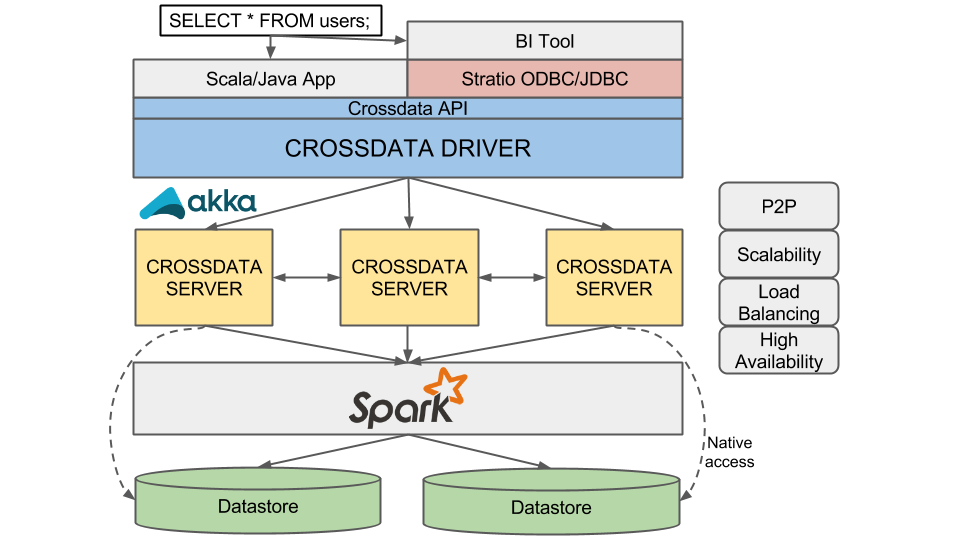 SELECT * FROM users;
BI Tool
Scala/Java App
Stratio ODBC/JDBC
Crossdata API
CROSSDATA DRIVER
akka
P2P
Scalability
Load
Balancing
High
Availability
CROSSDATA
SERVER
CROSSDATA
SERVER
CROSSDATA
SERVER
Spark
Native
access
Datastore
Datastore